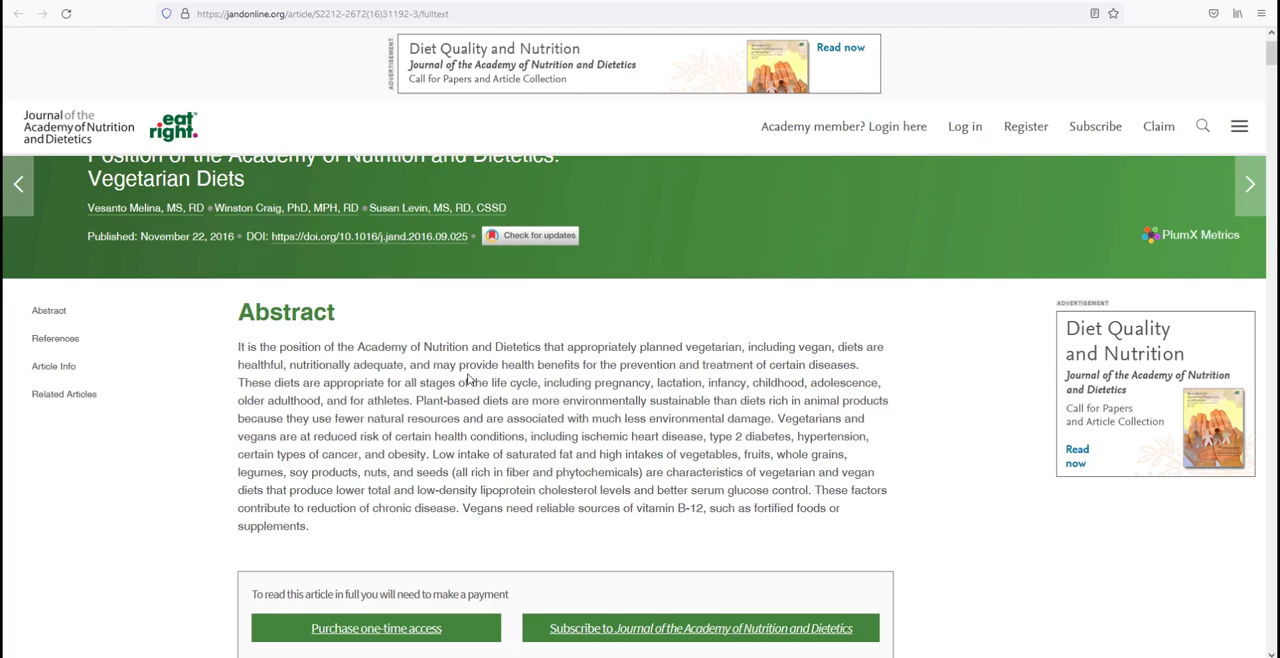 https://jandonline.org/article/S2212-2672(16)31192-3/fulltext
ADVERTISEMENT
Diet Quality and Nutrition
Journal of the Academy of Nutrition and Dietetics
Call for Papers and Article Collection
Read now
Journal of the
Academy of Nutrition
and Dietetics
eat
right.
Academy member? Login here
Log in
Register
Subscribe
Claim
Position of the Academy of Nutrition and Dietetics:
Vegetarian Diets
Vesanto Melina, MS, RD • Winston Craig, PhD, MPH, RD • Susan Levin, MS, RD, CSSD
Published: November 22, 2016 • DOI: https://doi.org/10.1016/j.jand.2016.09.025 •
Check for updates
PlumX Metrics
Abstract
References
Article Info
Related Articles
Abstract
It is the position of the Academy of Nutrition and Dietetics that appropriately planned vegetarian, including vegan, diets are
healthful, nutritionally adequate, and may provide health benefits for the prevention and treatment of certain diseases.
These diets are appropriate for all stages of the life cycle, including pregnancy, lactation, infancy, childhood, adolescence,
older adulthood, and for athletes. Plant-based diets are more environmentally sustainable than diets rich in animal products
because they use fewer natural resources and are associated with much less environmental damage. Vegetarians and
vegans are at reduced risk of certain health conditions, including ischemic heart disease, type 2 diabetes, hypertension,
certain types of cancer, and obesity. Low intake of saturated fat and high intakes of vegetables, fruits, whole grains,
legumes, soy products, nuts, and seeds (all rich in fiber and phytochemicals) are characteristics of vegetarian and vegan
diets that produce lower total and low-density lipoprotein cholesterol levels and better serum glucose control. These factors
contribute to reduction of chronic disease. Vegans need reliable sources of vitamin B-12, such as fortified foods or
supplements.
To read this article in full you will need to make a payment
Purchase one-time access
Subscribe to Journal of the Academy of Nutrition and Dietetics
ADVERTISEMENT
Diet Quality
and Nutrition
Journal of the Academy of Nutrition
and Dietetics
Call for Papers
and Article Collection
Read
now